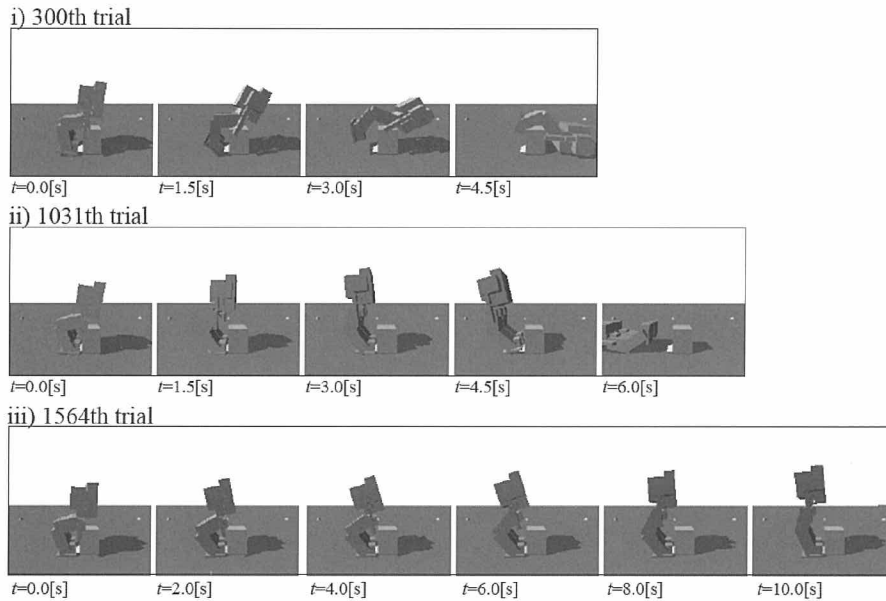 i) 300th trial
t=0.0[s] t=1.5[s] t=3.0[s] t=4.5[s]
ii) 1031th trial
t=0.0[s] t=1.5[s] t=3.0[s] t=4.5[s] t=6.0[s]
iii) 1564th trial
t=0.0[s] t=2.0[s] t=4.0[s] t=6.0[s] t=8.0[s] t=10.0[s]